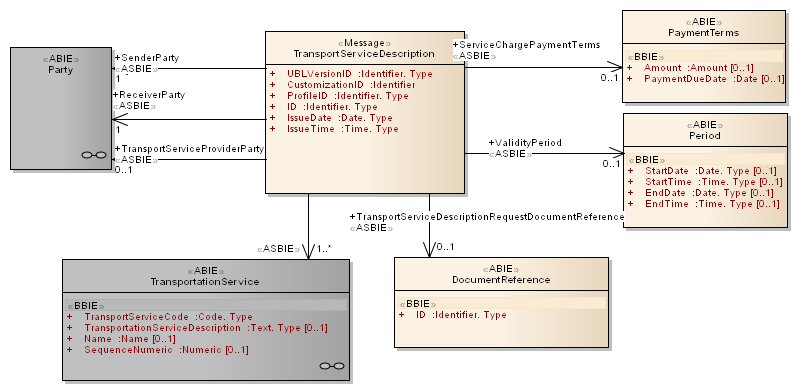 «ABIE»
Party
+SenderParty
«ASBIE»
1
+ReceiverParty
«ASBIE»
1
+TransportServiceProviderParty
«ASBIE»
0..1
«Message»
TransportServiceDescription
+ UBLVersionID :Identifier. Type
+ CustomizationID :Identifier
+ ProfileID :Identifier. Type
+ ID :Identifier. Type
+ IssueDate :Date. Type
+ IssueTime :Time. Type
+ServiceChargePaymentTerms
«ASBIE»
0..1
«ABIE»
PaymentTerms
«BBIE»
+ Amount :Amount [0..1]
+ PaymentDueDate :Date [0..1]
+ValidityPeriod
«ASBIE»
0..1
«ABIE»
Period
«BBIE»
+ StartDate :Date. Type [0..1]
+ StartTime :Time. Type [0..1]
+ EndDate :Date. Type [0..1]
+ EndTime :Time. Type [0..1]
+TransportServiceDescriptionRequestDocumentReference
«ASBIE»
0..1
«ASBIE»
1..*
«ABIE»
TransportationService
«BBIE»
+ TransportServiceCode :Code. Type
+ TransportationServiceDescription :Text. Type [0..1]
+ Name :Name [0..1]
+ SequenceNumeric :Numeric [0..1]
«ABIE»
DocumentReference
«BBIE»
+ ID :Identifier. Type